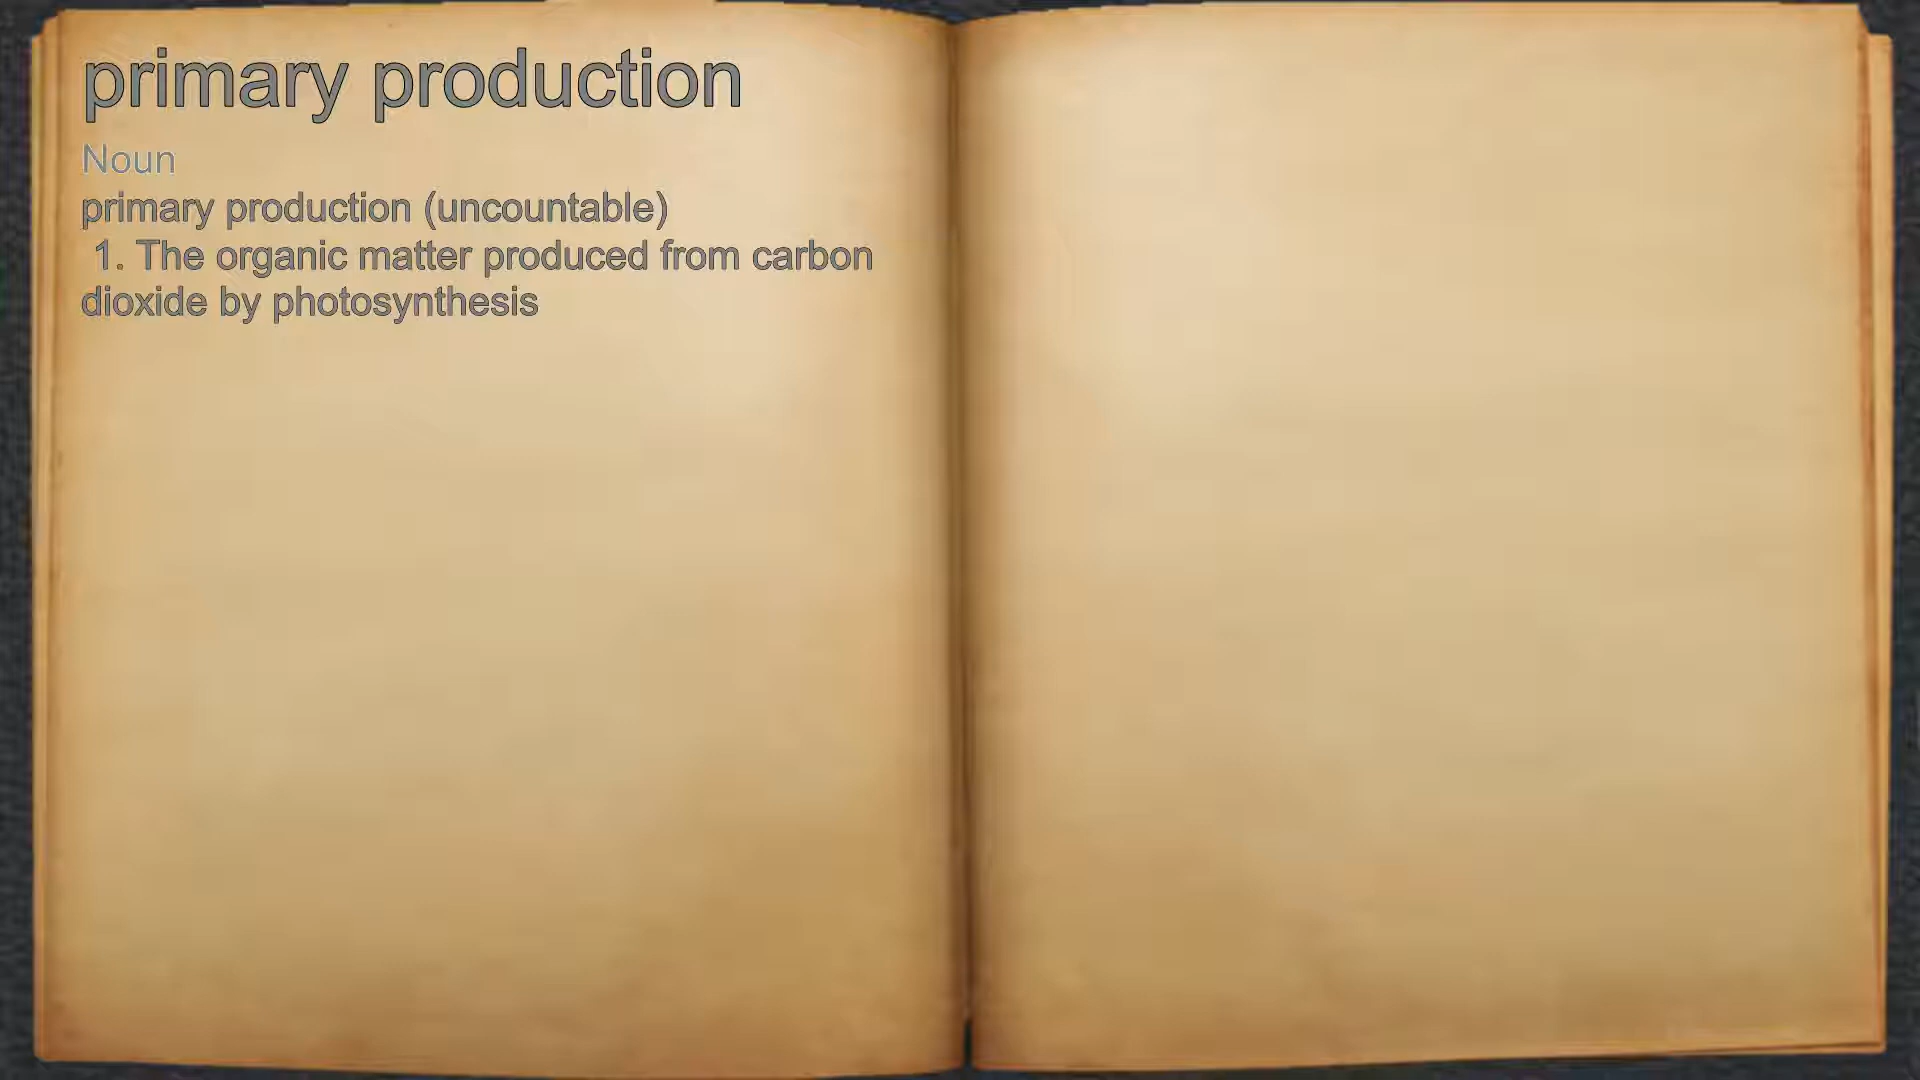 primary production
Noun
primary production (uncountable)
1. The organic matter produced from carbon
dioxide by photosynthesis